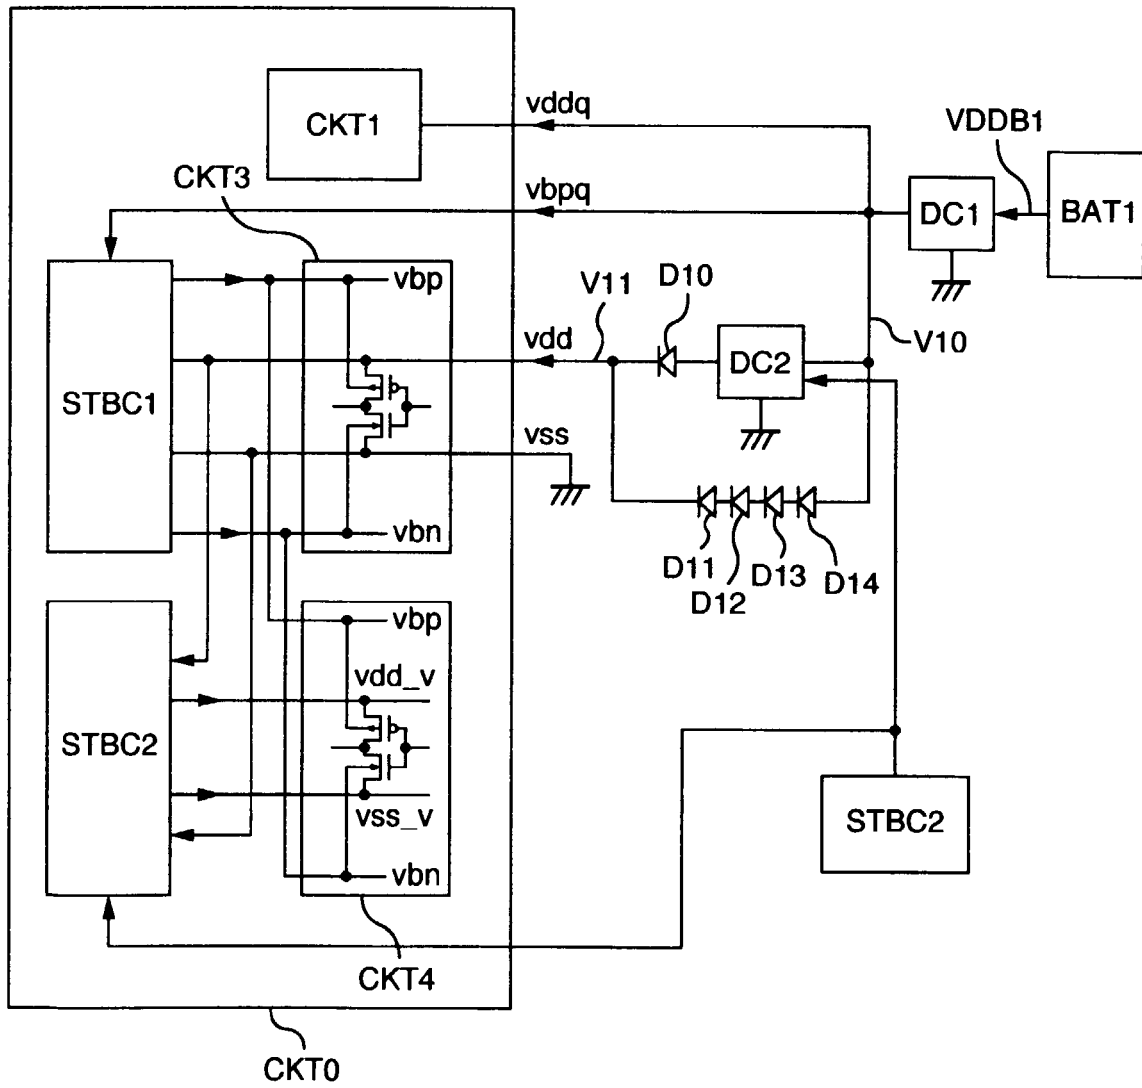 CKT1
vddq
VDDB1
CKT3
vbpq
DC1
BAT1
vbp
V11
D10
vdd
V10
DC2
STBC1
vss
vbn
D11
D12
D13
D14
vbp
vdd_v
STBC2
vss_v
STBC2
vbn
CKT4
CKT0